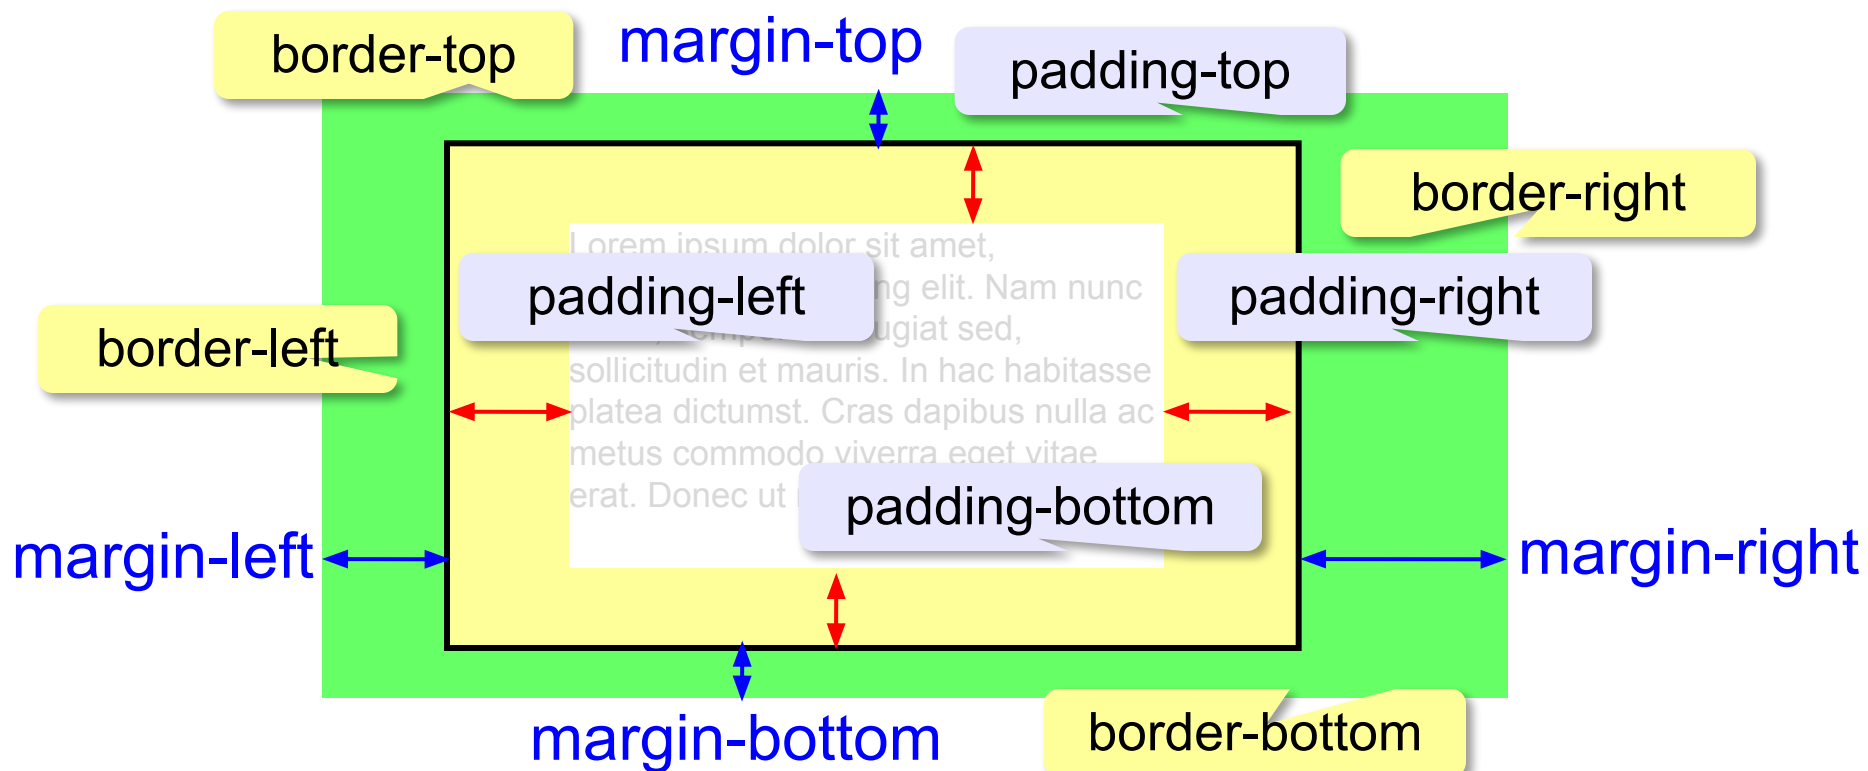 border-top
margin-top
padding-top
border-right
Lorem ipsum dolor sit amet,
padding-left
elit. Nam nunc
padding-right
border-left
sed,
sollicitudin et mauris. In hac habitasse
platea dictumst. Cras dapibus nulla ac
metus commodo viverra eget vitae
erat. Donec ut
padding-bottom
margin-left
margin-right
margin-bottom
border-bottom